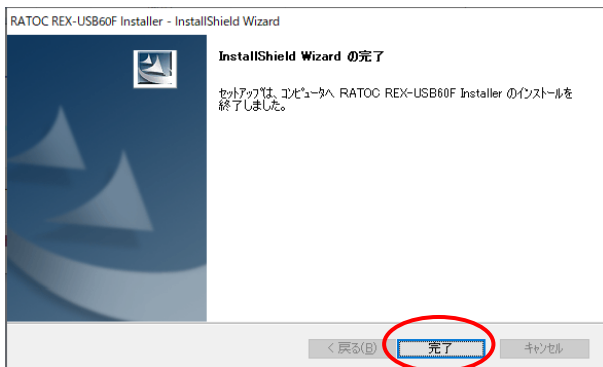 RATOC REX-USB60F Installer - InstallShield Wizard
InstallShield Wizard の完了
セットアップは、コンピュータへ RATOC REX-USB60F Installer のインストールを
終了しました。
< 戻る(B)
完了
キャンセル